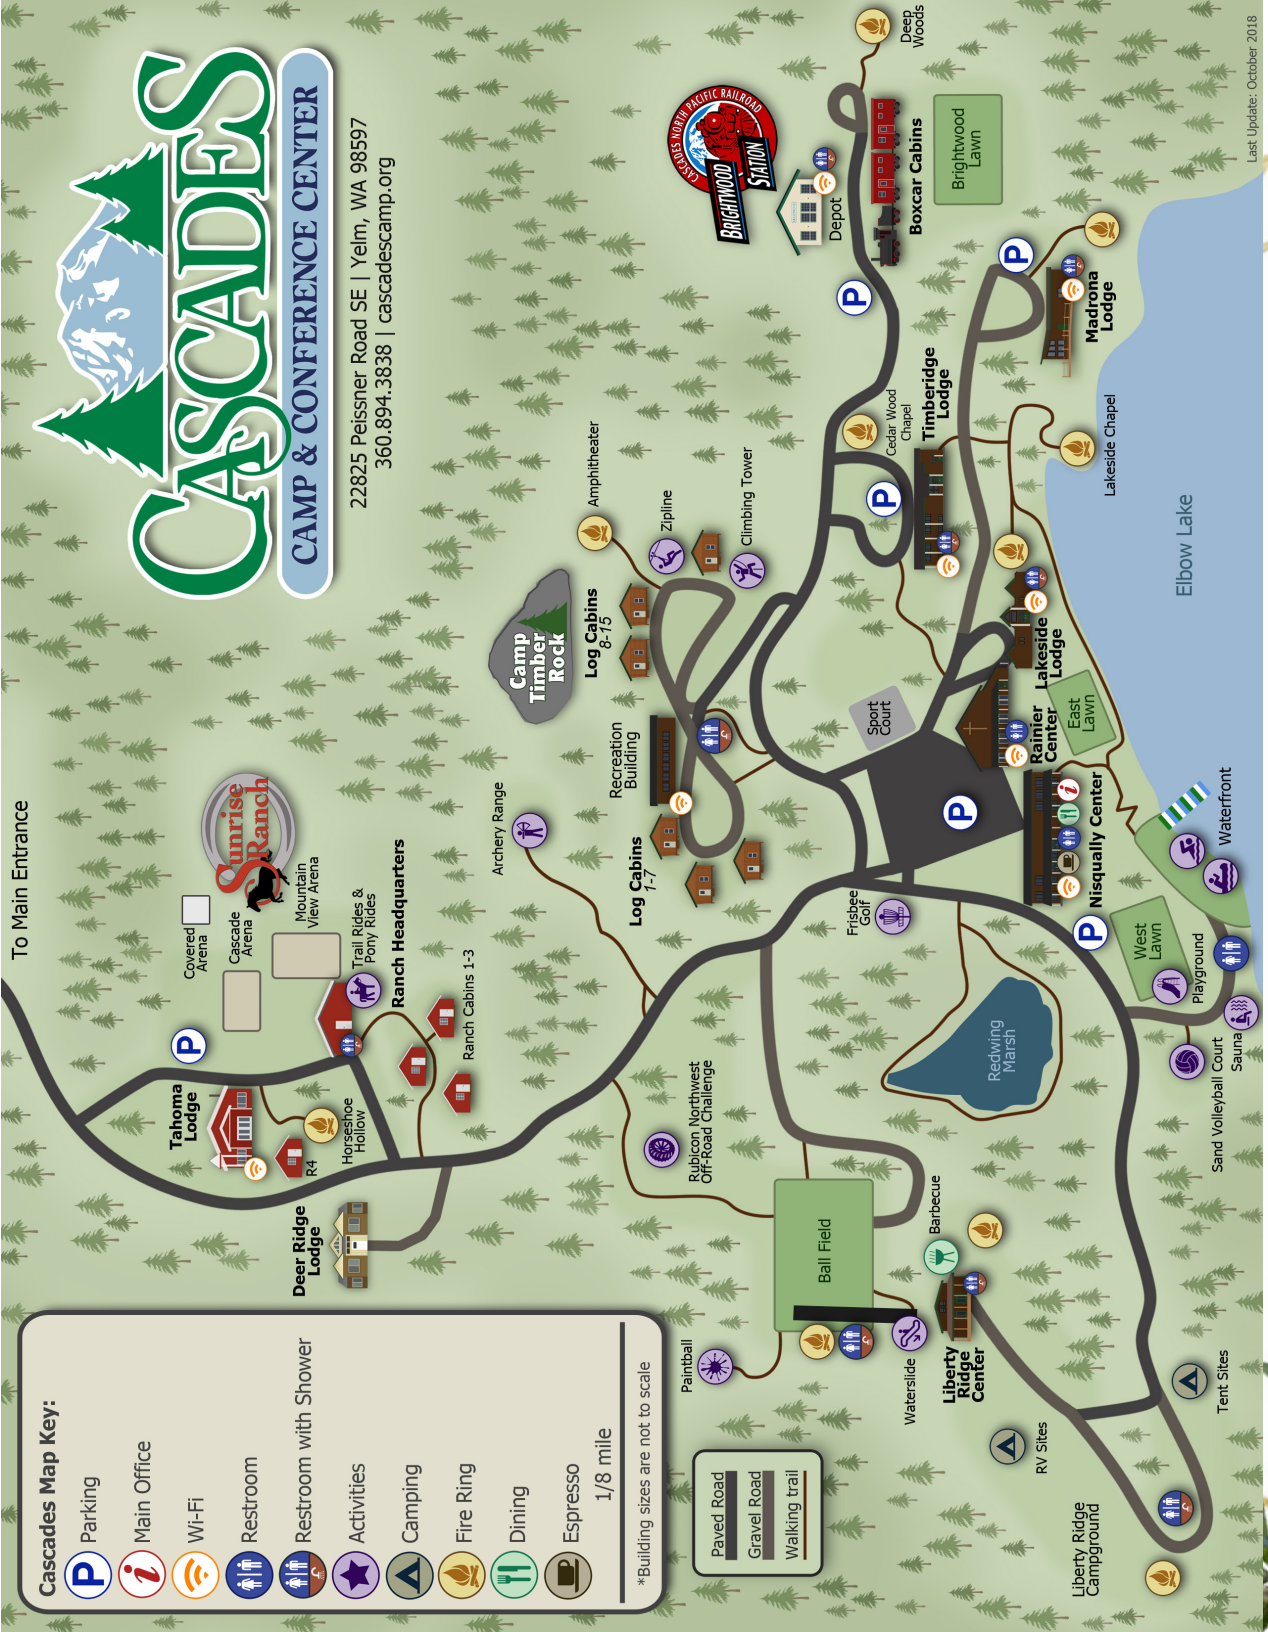 CASCADES
CAMP & CONFERENCE CENTER
22825 Peissner Road SE | Yelm, WA 98597
360.894.3838 | cascadescamp.org
To Main Entrance
Sunrise
Ranch
Covered
Arena
Cascade
Arena
Mountain
View Arena
Trail Rides &
Pony Rides
Ranch Headquarters
Ranch Cabins 1-3
P
Tahoma
Lodge
R4
Horseshoe
Hollow
Deer Ridge
Lodge
Camp
Timber
Rock
Log Cabins
8-15
Amphitheater
Zipline
Climbing Tower
Recreation
Building
Archery Range
Log Cabins
1-7
CASCADES NORTH PACIFIC RAILROAD
BRIGHTWOOD
STATION
Depot
Boxcar Cabins
Deep
Woods
Brightwood
Lawn
P
P
Madrona
Lodge
Cedar Wood
Chapel
Timberidge
Lodge
P
Lakeside Chapel
Elbow Lake
Lakeside
Lodge
Sport
Court
Rainier
Center
East
Lawn
P
Nisqually Center
i
Waterfront
Frisbee
Golf
P
West
Lawn
Playground
Sauna
Sand Volleyball Court
Redwing
Marsh
Rubicon Northwest
Off-Road Challenge
Ball Field
Barbecue
Paintball
Waterslide
Liberty
Ridge
Center
RV Sites
Tent Sites
Liberty Ridge
Campground
Cascades Map Key:
P Parking
i Main Office
Wi-Fi
Restroom
Restroom with Shower
Activities
Camping
Fire Ring
Dining
Espresso
1/8 mile
*Building sizes are not to scale
Paved Road
Gravel Road
Walking trail
Last Update: October 2018